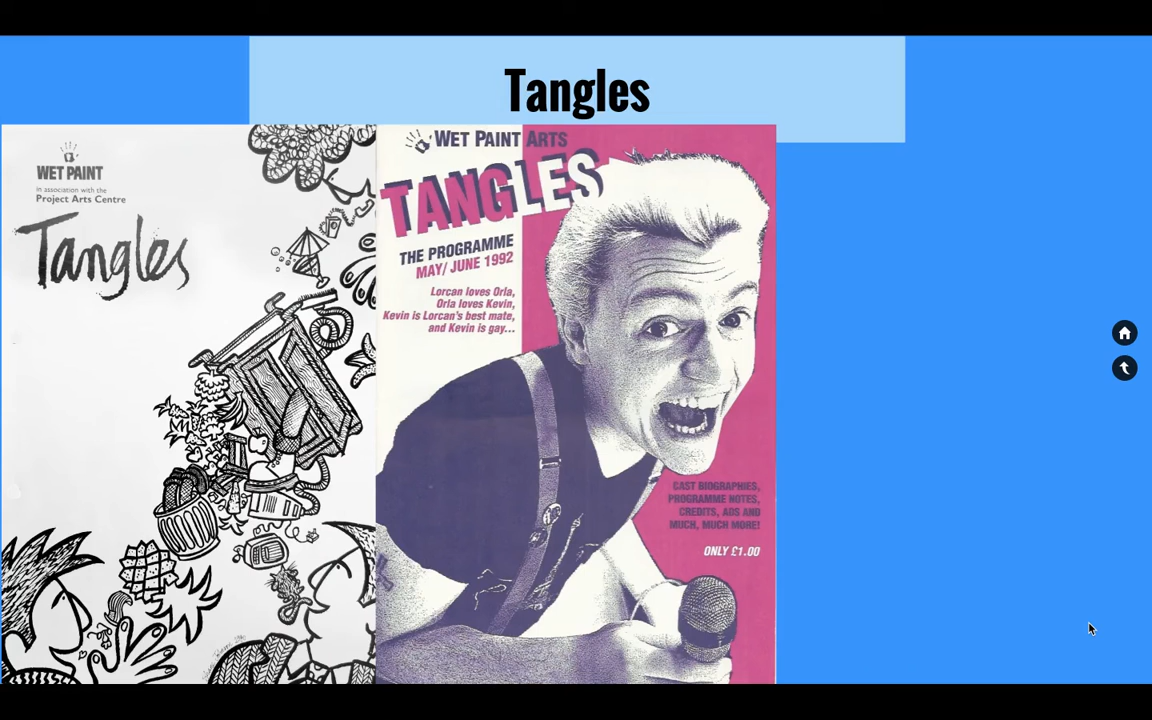 Tangles
WET PAINT
in association with the
Project Arts Centre
Tangles
WET PAINT ARTS
TANGLES
THE PROGRAMME
MAY/ JUNE 1992
Lorcan loves Orla,
Orla loves Kevin,
Kevin is Lorcan's best mate,
and Kevin is gay...
CAST BIOGRAPHIES,
PROGRAMME NOTES,
CREDITS, ADS AND
MUCH, MUCH MORE!
ONLY £1.00